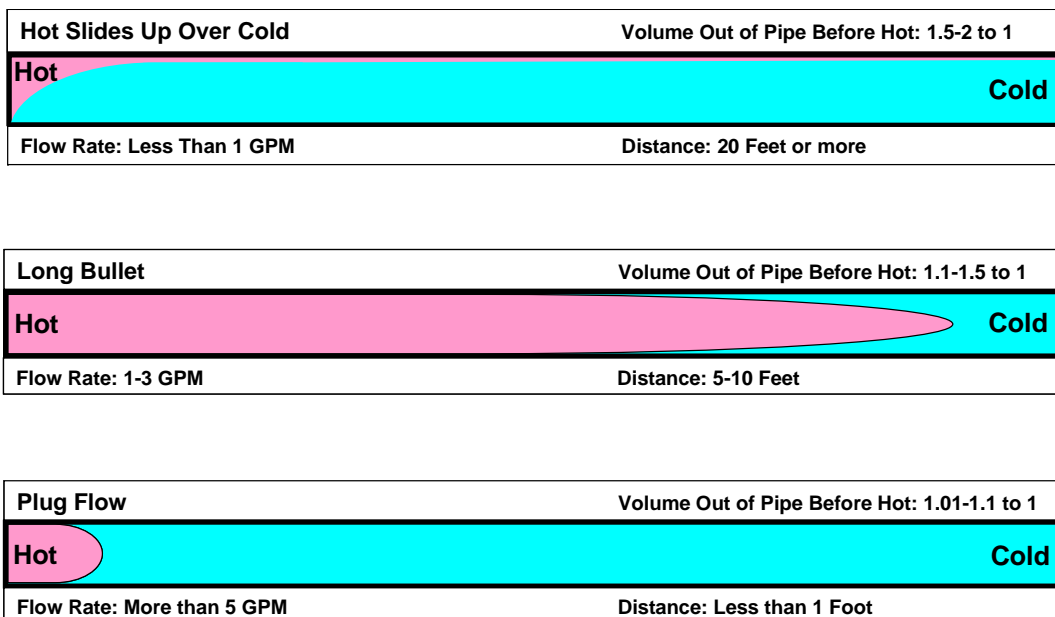 Hot Slides Up Over Cold Volume Out of Pipe Before Hot: 1.5-2 to 1
Hot
Cold
Flow Rate: Less Than 1 GPM Distance: 20 Feet or more
Long Bullet Volume Out of Pipe Before Hot: 1.1-1.5 to 1
Hot Cold
Flow Rate: 1-3 GPM Distance: 5-10 Feet
Plug Flow Volume Out of Pipe Before Hot: 1.01-1.1 to 1
Hot Cold
Flow Rate: More than 5 GPM Distance: Less than 1 Foot